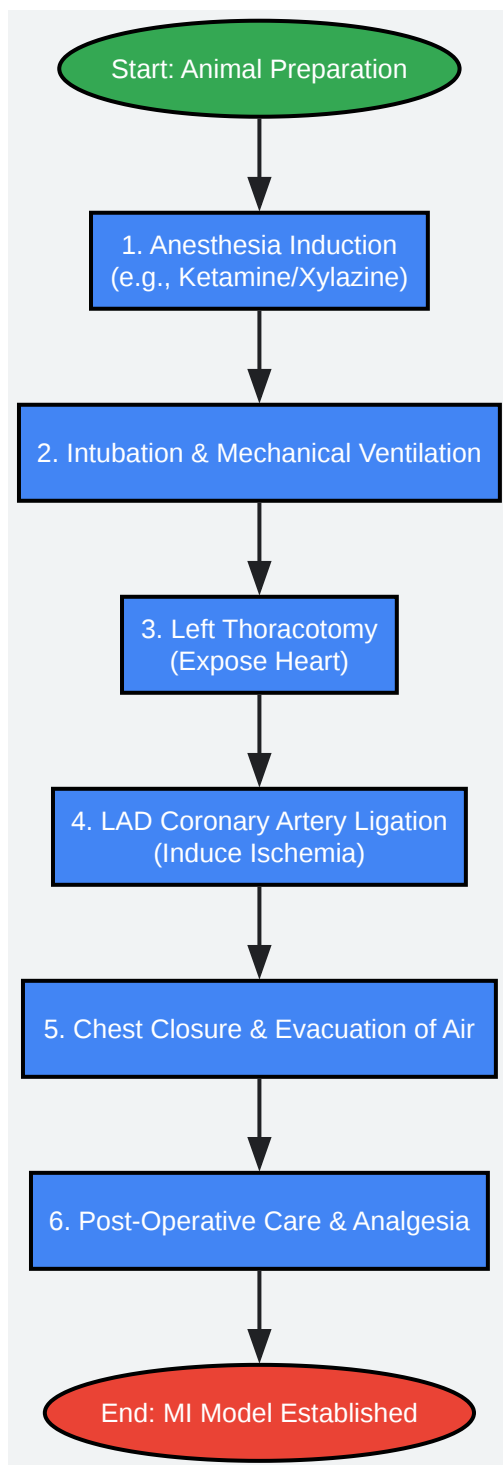 Start: Animal Preparation
1. Anesthesia Induction
(e.g., Ketamine/Xylazine)
2. Intubation & Mechanical Ventilation
3. Left Thoracotomy
(Expose Heart)
4. LAD Coronary Artery Ligation
(Induce Ischemia)
5. Chest Closure & Evacuation of Air
6. Post-Operative Care & Analgesia
End: MI Model Established